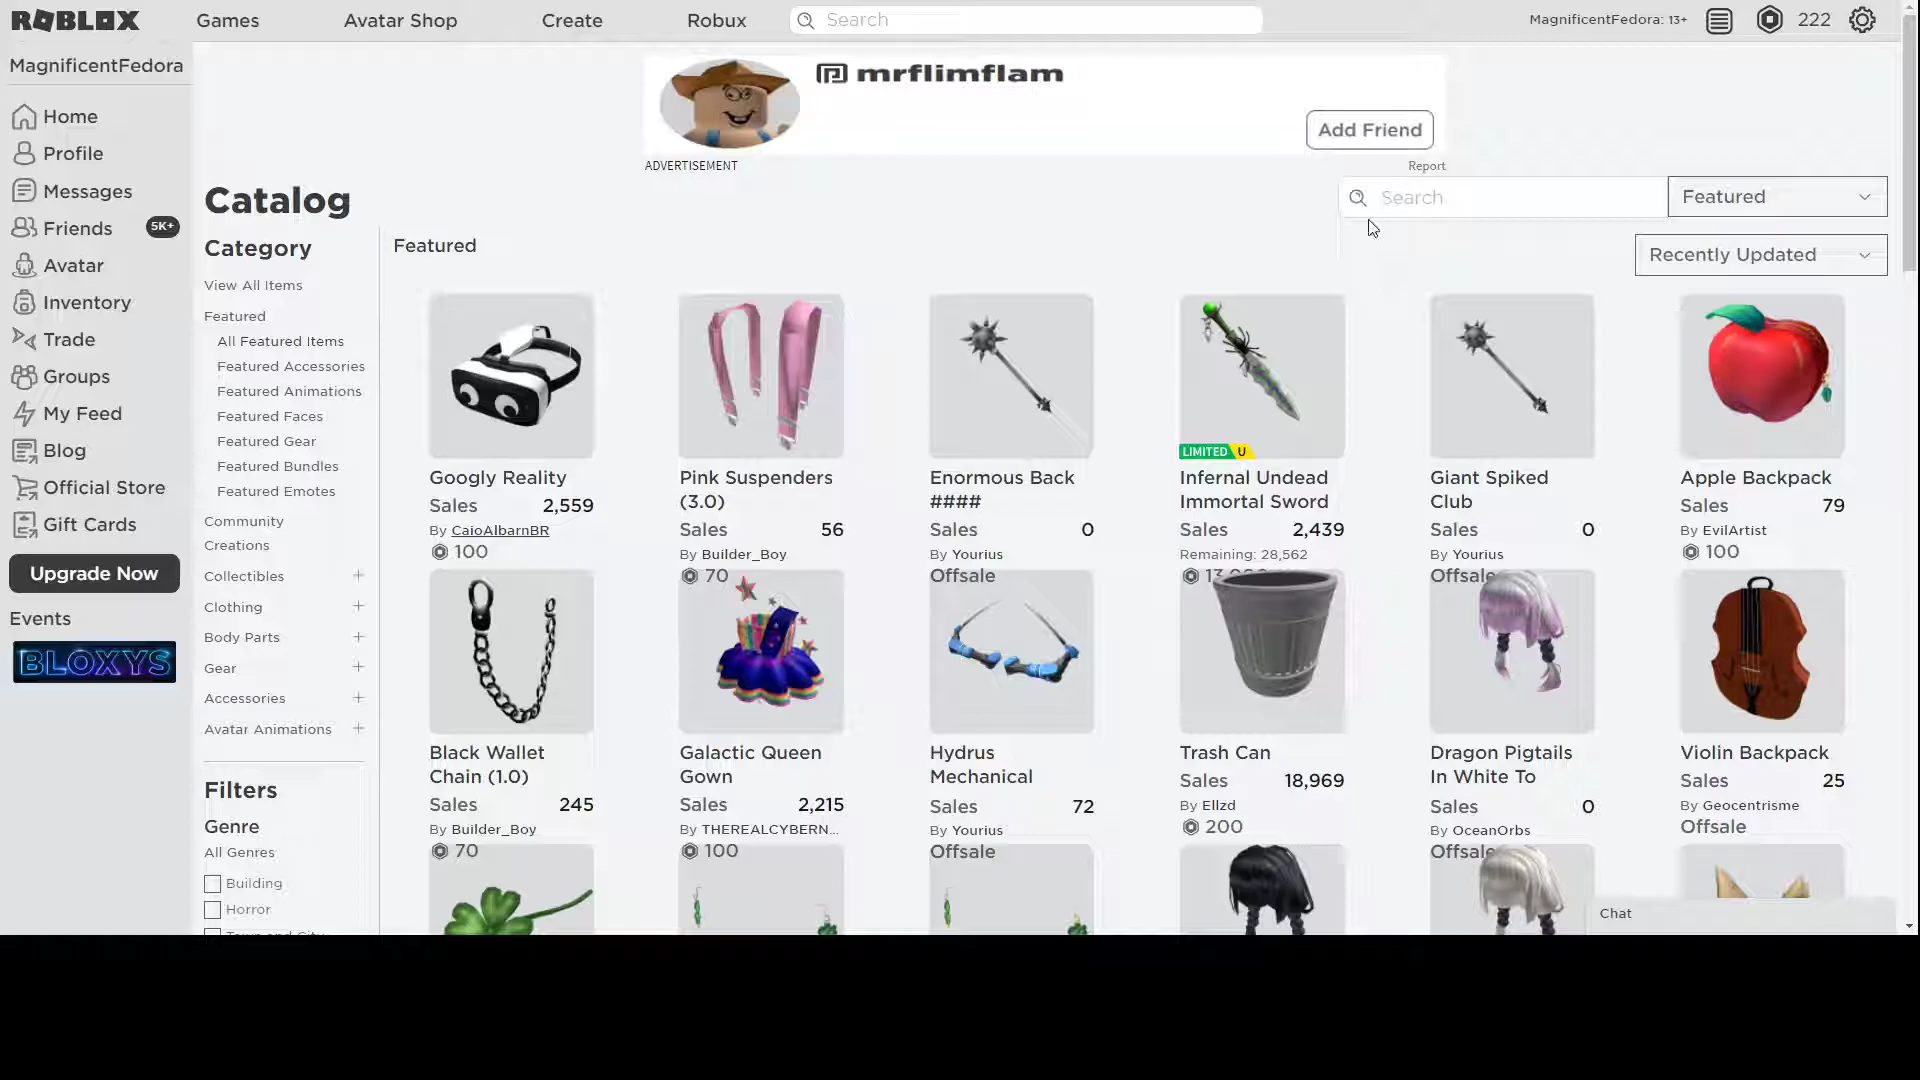 ROBLOX
Games
Avatar Shop
Create
Robux
Search
MagnificentFedora: 13+
222
MagnificentFedora
Home
Profile
Messages
Friends
5K+
Avatar
Inventory
Trade
Groups
My Feed
Blog
Official Store
Gift Cards
Upgrade Now
Events
BLOXYS
mrflimflam
Add Friend
ADVERTISEMENT
Report
Catalog
Search
Featured
Category
Featured
Recently Updated
View All Items
Featured
All Featured Items
Featured Accessories
Featured Animations
Featured Faces
Featured Gear
Featured Bundles
Featured Emotes
Community
Creations
Collectibles +
Clothing +
Body Parts +
Gear +
Accessories +
Avatar Animations +
Filters
Genre
All Genres
Building
Horror
Town and City
Googly Reality
Sales 2,559
By CaioAlbarnBR
100
Pink Suspenders
(3.0)
Sales 56
By Builder_Boy
70
Enormous Back
####
Sales 0
By Yourius
Offsale
LIMITED U
Infernal Undead
Immortal Sword
Sales 2,439
Remaining: 28,562
Giant Spiked
Club
Sales 0
By Yourius
Offsale
Apple Backpack
Sales 79
By EvilArtist
100
Black Wallet
Chain (1.0)
Sales 245
By Builder_Boy
70
Galactic Queen
Gown
Sales 2,215
By THEREALCYBERN...
100
Hydrus
Mechanical
Sales 72
By Yourius
Offsale
Trash Can
Sales 18,969
By Ellzd
200
Dragon Pigtails
In White To
Sales 0
By OceanOrbs
Offsale
Violin Backpack
Sales 25
By Geocentrisme
Offsale
Chat